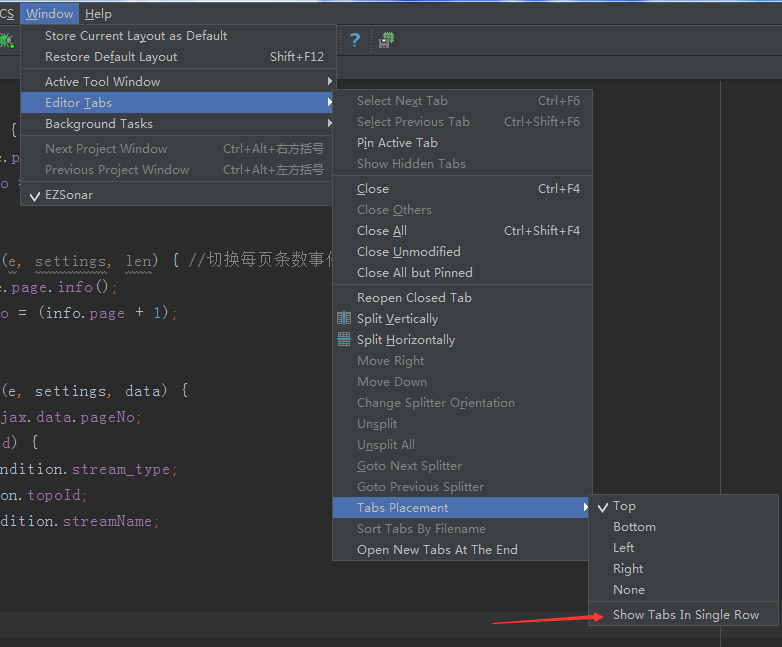 CS Window Help
Store Current Layout as Default
Restore Default Layout Shift+F12
Active Tool Window
Editor Tabs
Background Tasks
Next Project Window Ctrl+Alt+右方括号
Previous Project Window Ctrl+Alt+左方括号
EZSonar
?
Select Next Tab Ctrl+F6
Select Previous Tab Ctrl+Shift+F6
Pin Active Tab
Show Hidden Tabs
Close Ctrl+F4
Close Others
Close All Ctrl+Shift+F4
Close Unmodified
Close All but Pinned
Reopen Closed Tab
Split Vertically
Split Horizontally
Move Right
Move Down
Change Splitter Orientation
Unsplit
Unsplit All
Goto Next Splitter
Goto Previous Splitter
Tabs Placement
Sort Tabs By Filename
Open New Tabs At The End
Top
Bottom
Left
Right
None
Show Tabs In Single Row
{
e.p
o =
(e, settings, len) { //切换每页条数事
e.page.info();
o = (info.page + 1);
(e, settings, data) {
jax.data.pageNo;
d) {
ndition.stream_type;
on.topoId;
dition.streamName;